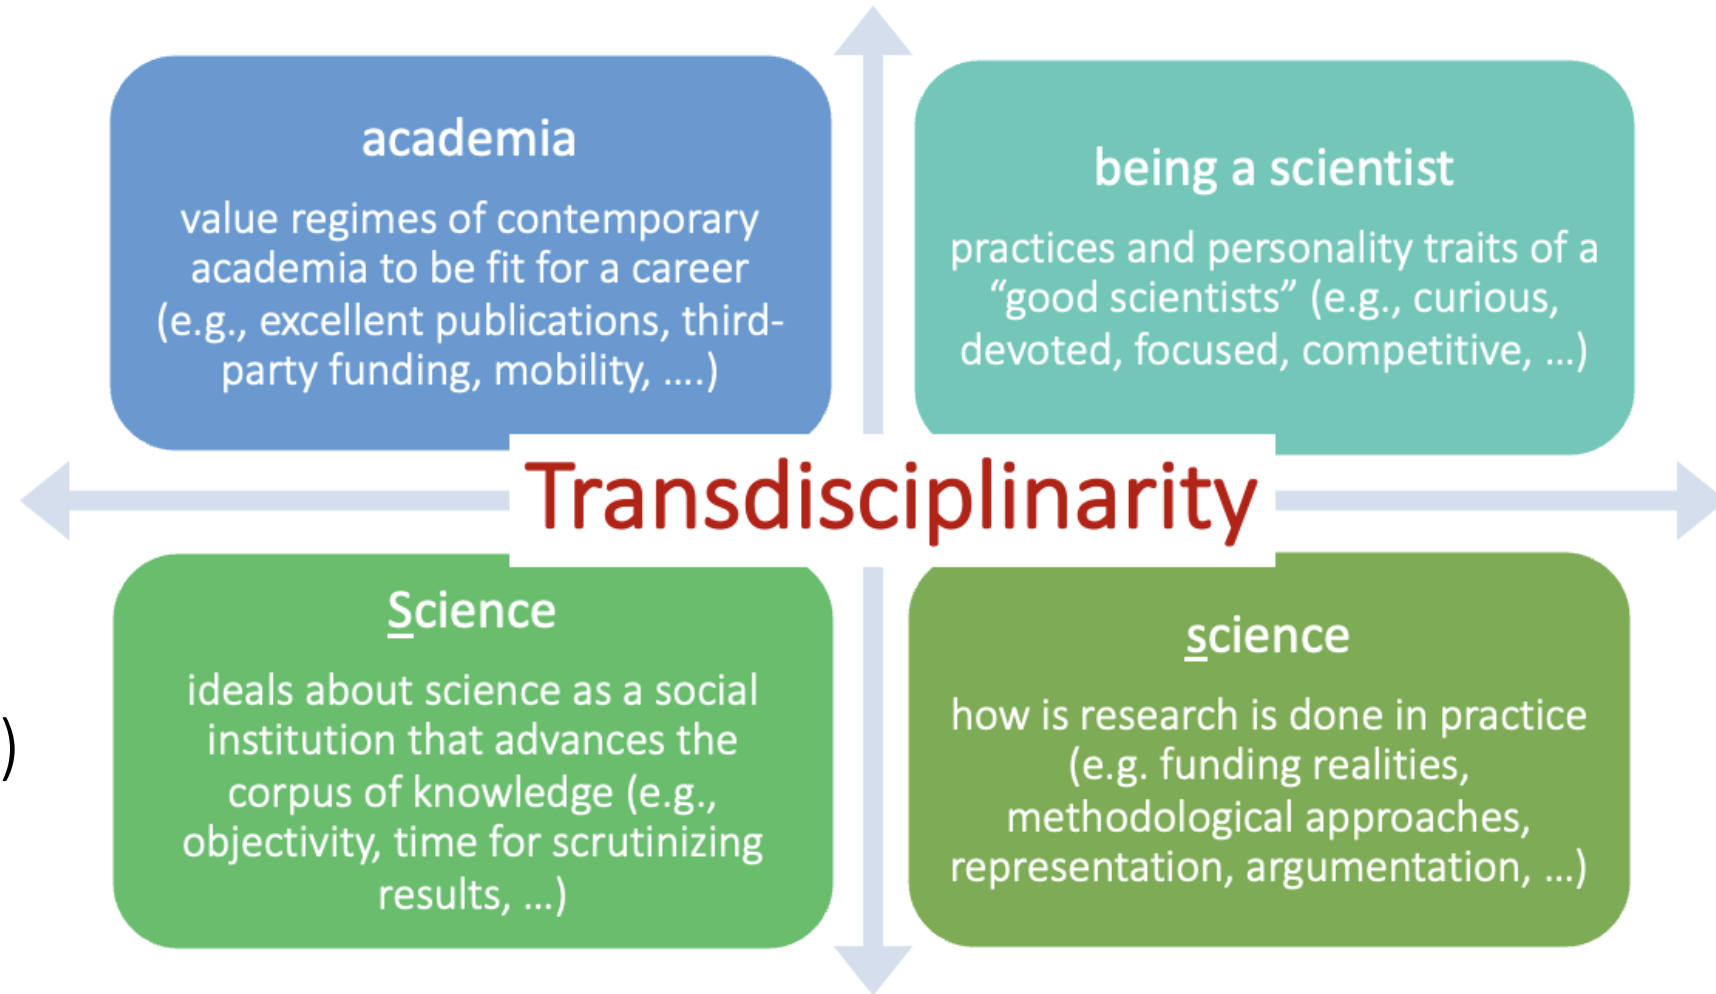 academia
value regimes of contemporary
academia to be fit for a career
(e.g., excellent publications, third-
party funding, mobility, ….)
being a scientist
practices and personality traits of a
“good scientists” (e.g., curious,
devoted, focused, competitive, …)
Transdisciplinarity
Science
ideals about science as a social
institution that advances the
corpus of knowledge (e.g.,
objectivity, time for scrutinizing
results, …)
science
how is research is done in practice
(e.g. funding realities,
methodological approaches,
representation, argumentation, …)
)